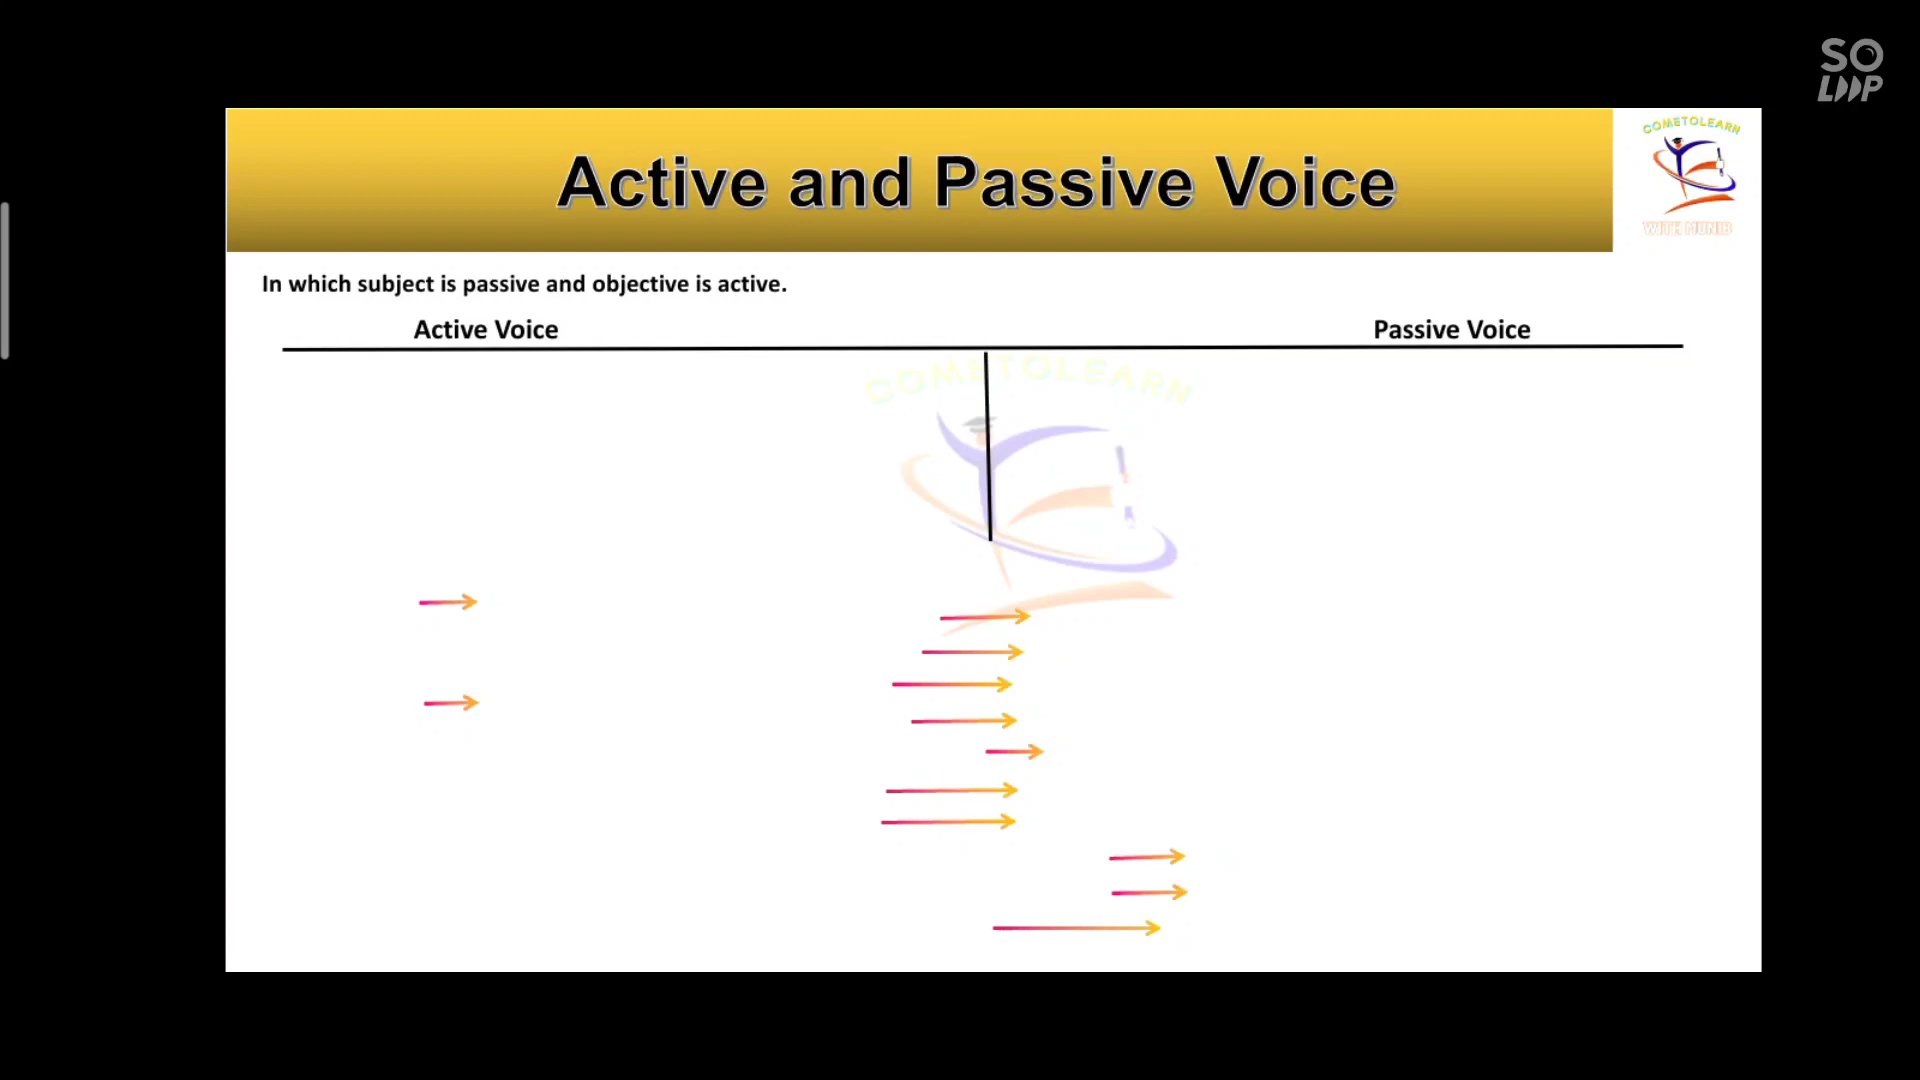 SO
LOOP
COMETOLEARN
Active and Passive Voice
WITH MUNIB
In which subject is passive and objective is active.
Active Voice
Passive Voice
COMETOLEARN